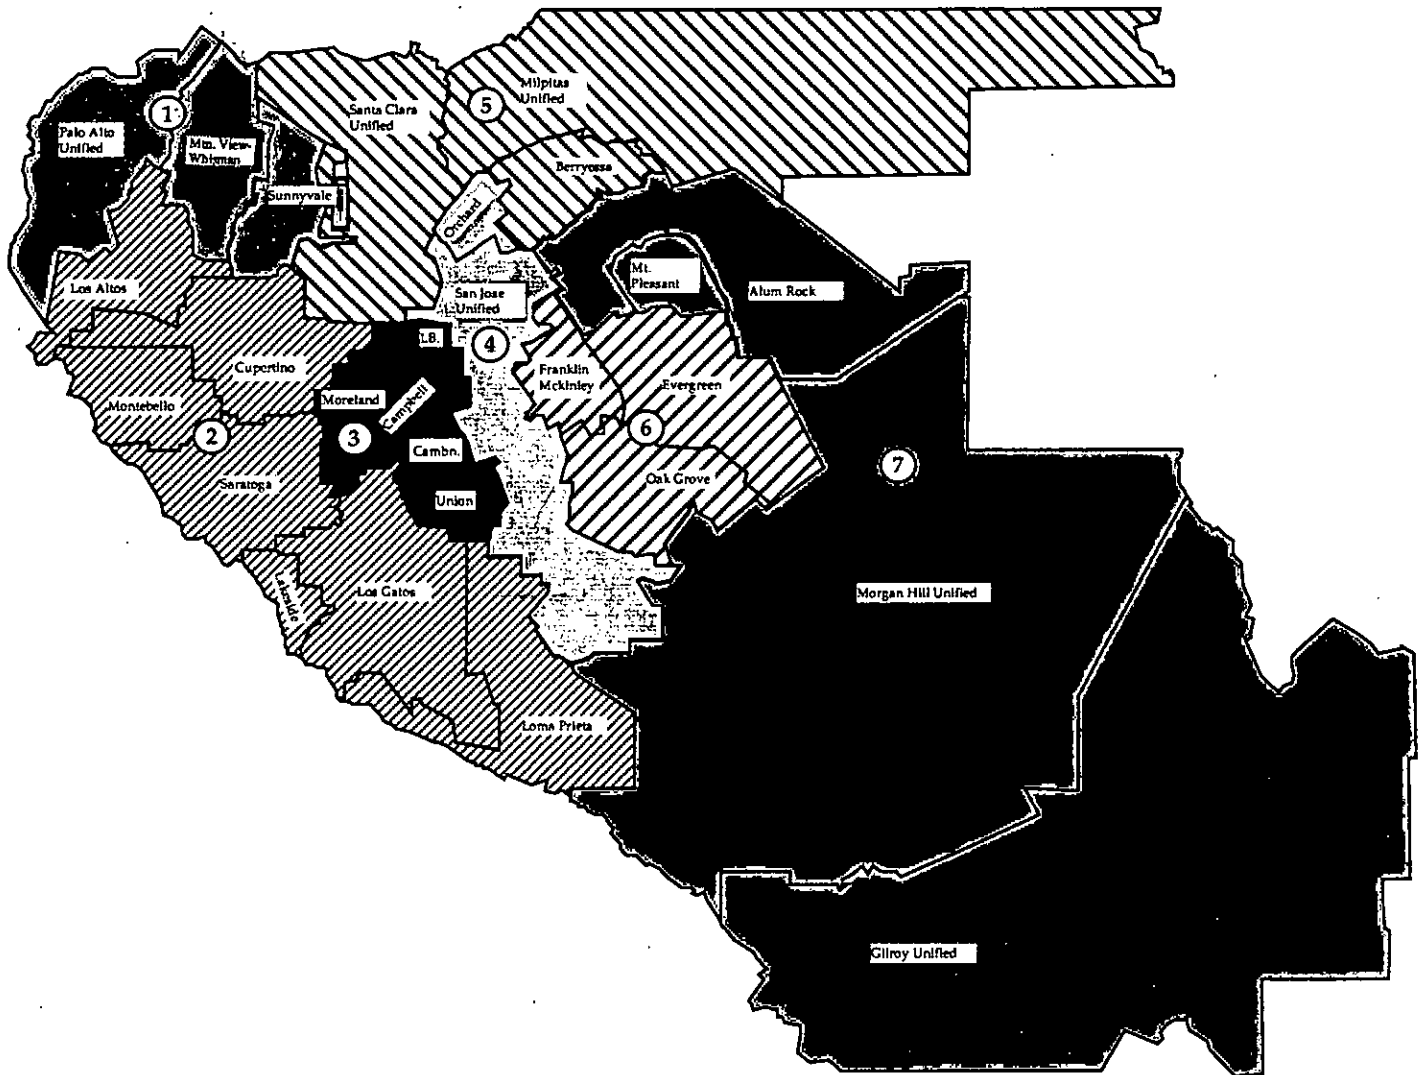 1
Palo Alto
Unified
Mtn. View-
Whisman
Sunnyvale
Santa Clara
Unified
5
Milpitas
Unified
Berryessa
Orchard
Los Altos
San Jose
Unified
Mt.
Pleasant
Alum Rock
4
Cupertino
Franklin
Mckinley
Evergreen
Montebello
Moreland
Campbell
2
3
6
7
Cambn.
Saratoga
Union
Oak Grove
Lakeside
Los Gatos
Morgan Hill Unified
Loma Prieta
Gilroy Unified